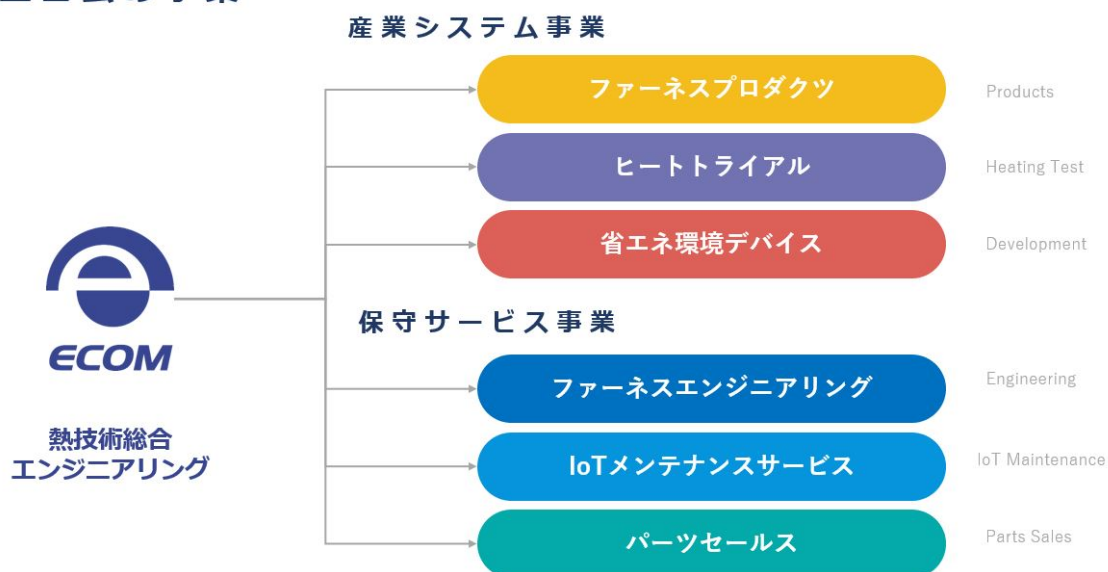 産業システム事業
ファーネスプロダクツ
Products
ヒートトライアル
Heating Test
省エネ環境デバイス
Development
ECOM
熱技術総合
エンジニアリング
保守サービス事業
ファーネスエンジニアリング
Engineering
IoTメンテナンスサービス
IoT Maintenance
パーツセールス
Parts Sales